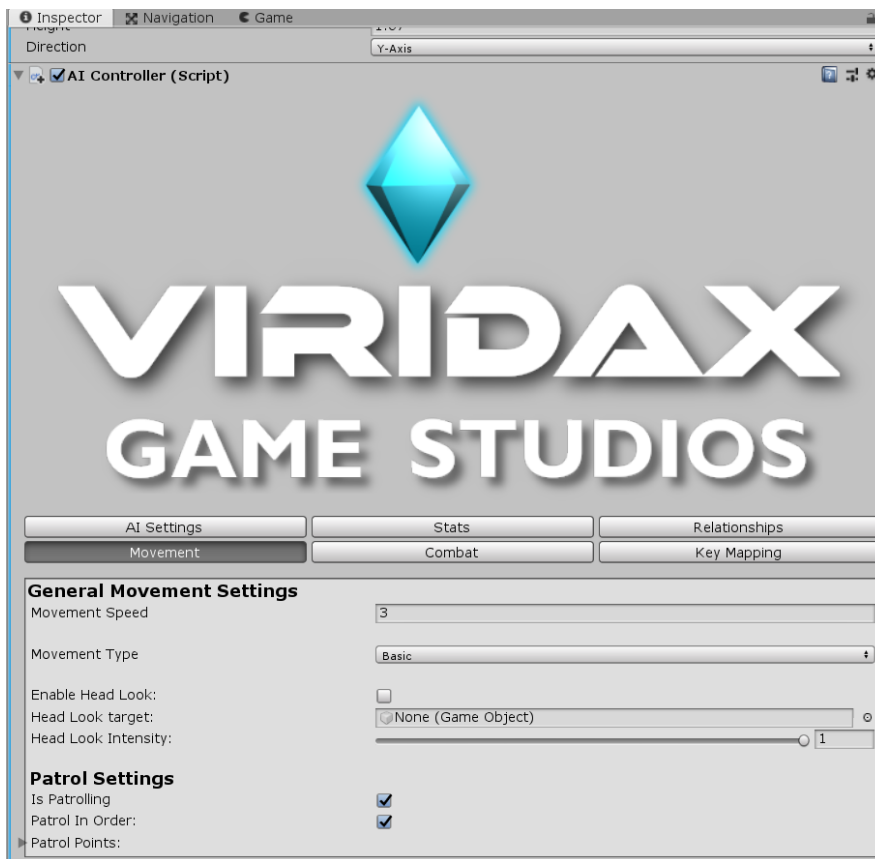 Inspector Navigation Game
Direction Y-Axis
AI Controller (Script)
VIRIDAX
GAME STUDIOS
AI Settings Stats Relationships
Movement Combat Key Mapping
General Movement Settings
Movement Speed 3
Movement Type Basic
Enable Head Look:
Head Look target: None (Game Object)
Head Look Intensity: 1
Patrol Settings
Is Patrolling
Patrol In Order:
Patrol Points: